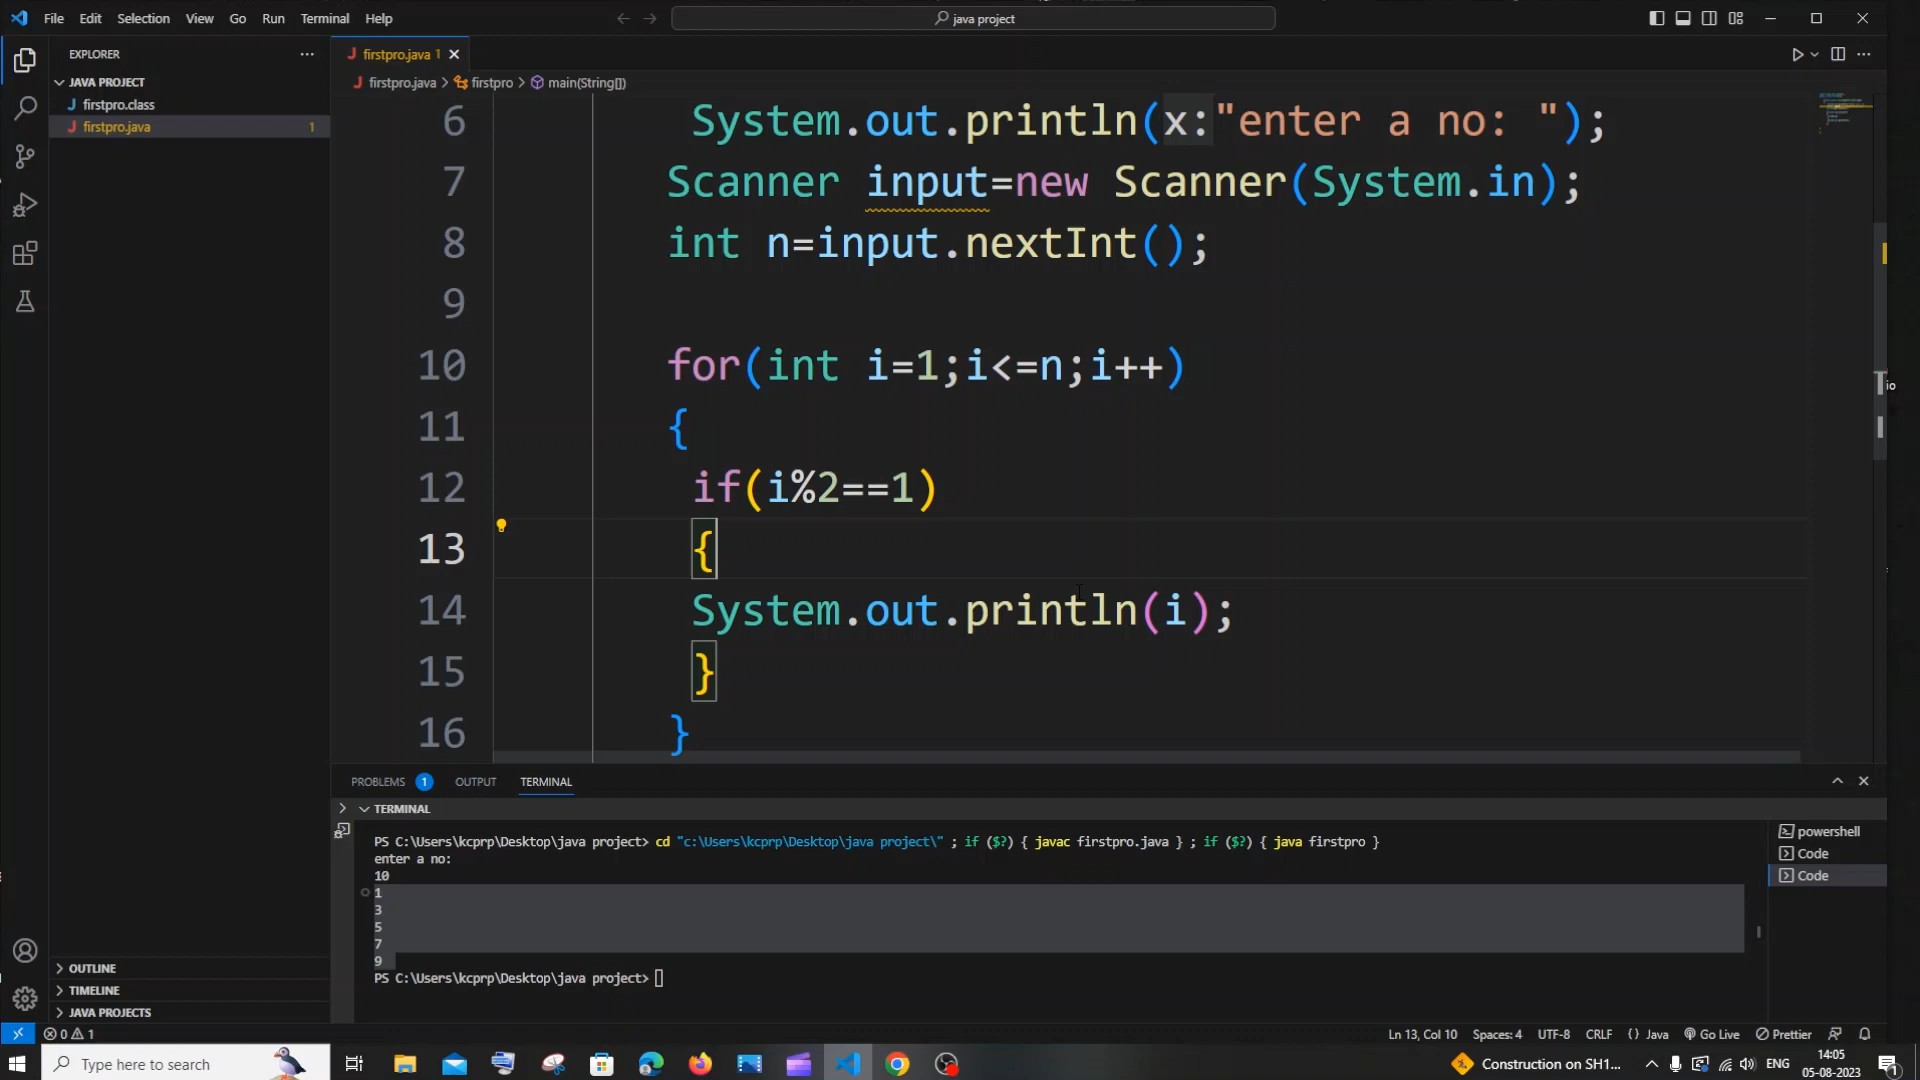 File Edit Selection View Go Run Terminal Help
java project
EXPLORER
JAVA PROJECT
J firstpro.class
J firstpro.java 1
J firstpro.java 1
J firstpro.java > firstpro > main(String[])
6 System.out.println(x:"enter a no: ");
7 Scanner input=new Scanner(System.in);
8 int n=input.nextInt();
9
10 for(int i=1;i<=n;i++)
11 {
12 if(i%2==1)
13 {
14 System.out.println(i);
15 }
16 }
io
PROBLEMS 1 OUTPUT TERMINAL
TERMINAL
PS C:\Users\kcprp\Desktop\java project> cd "c:\Users\kcprp\Desktop\java project\" ; if ($?) { javac firstpro.java } ; if ($?) { java firstpro }
enter a no:
10
1
3
5
7
9
PS C:\Users\kcprp\Desktop\java project>
powershell
Code
Code
OUTLINE
TIMELINE
JAVA PROJECTS
0 1
Ln 13, Col 10 Spaces: 4 UTF-8 CRLF {} Java Go Live Prettier
Type here to search
Construction on SH1...
ENG
14:05
05-08-2023
1